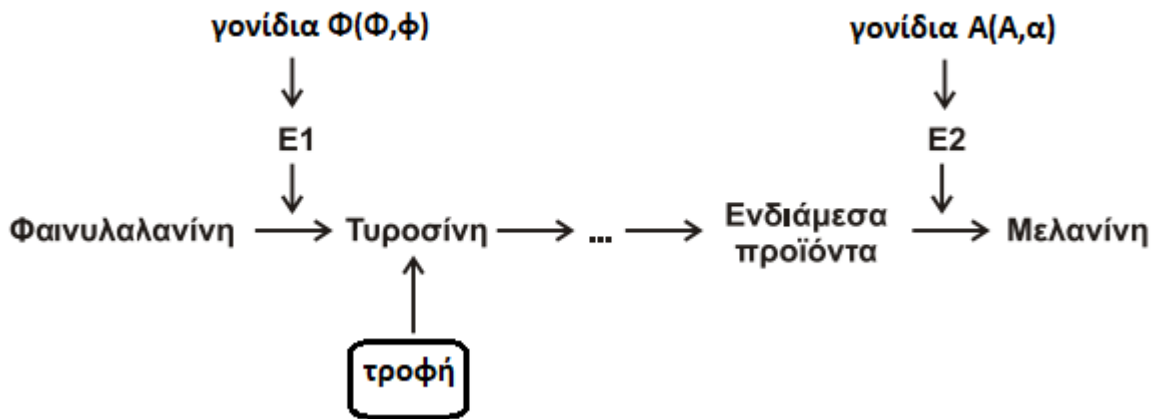 γονίδια Φ(Φ,φ)
γονίδια Α(Α,α)
Ε1
Ε2
Φαινυλαλανίνη
Τυροσίνη
...
Ενδιάμεσα
προϊόντα
Μελανίνη
τροφή